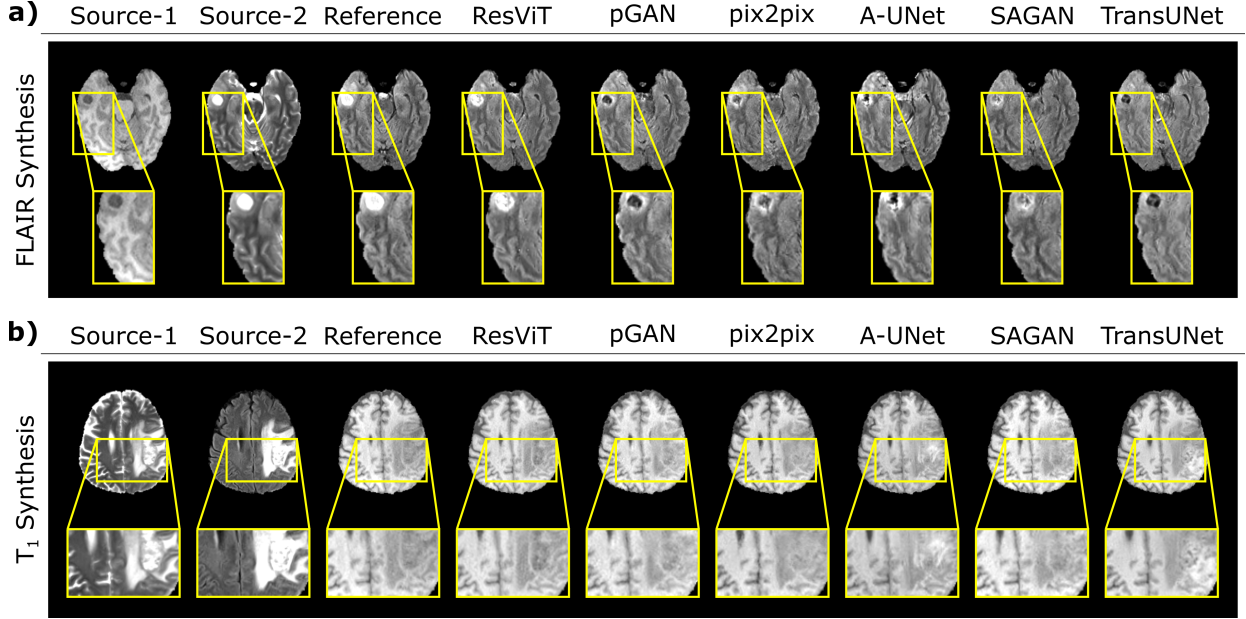 a) Source-1 Source-2 Reference ResViT pGAN pix2pix A-UNet SAGAN TransUNet
FLAIR Synthesis
b) Source-1 Source-2 Reference ResViT pGAN pix2pix A-UNet SAGAN TransUNet
T₁ Synthesis